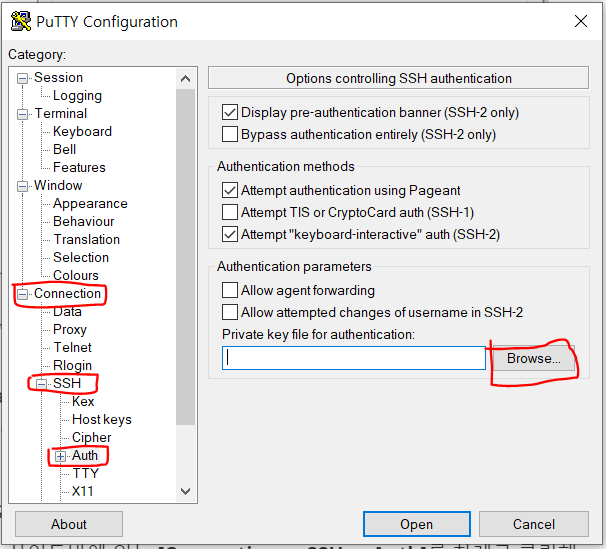 PuTTY Configuration
Category:
Session
Logging
Terminal
Keyboard
Bell
Features
Window
Appearance
Behaviour
Translation
Selection
Colours
Connection
Data
Proxy
Telnet
Rlogin
SSH
Kex
Host keys
Cipher
Auth
TTY
X11
Options controlling SSH authentication
Display pre-authentication banner (SSH-2 only)
Bypass authentication entirely (SSH-2 only)
Authentication methods
Attempt authentication using Pageant
Attempt TIS or CryptoCard auth (SSH-1)
Attempt "keyboard-interactive" auth (SSH-2)
Authentication parameters
Allow agent forwarding
Allow attempted changes of username in SSH-2
Private key file for authentication:
Browse...
About
Open
Cancel